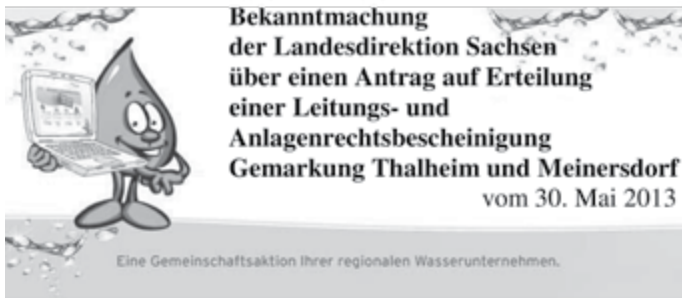 Bekanntmachung
der Landesdirektion Sachsen
über einen Antrag auf Erteilung
einer Leitungs- und
Anlagenrechtsbescheinigung
Gemarkung Thalheim und Meinersdorf
vom 30. Mai 2013
Eine Gemeinschaftsaktion Ihrer regionalen Wasserunternehmen.